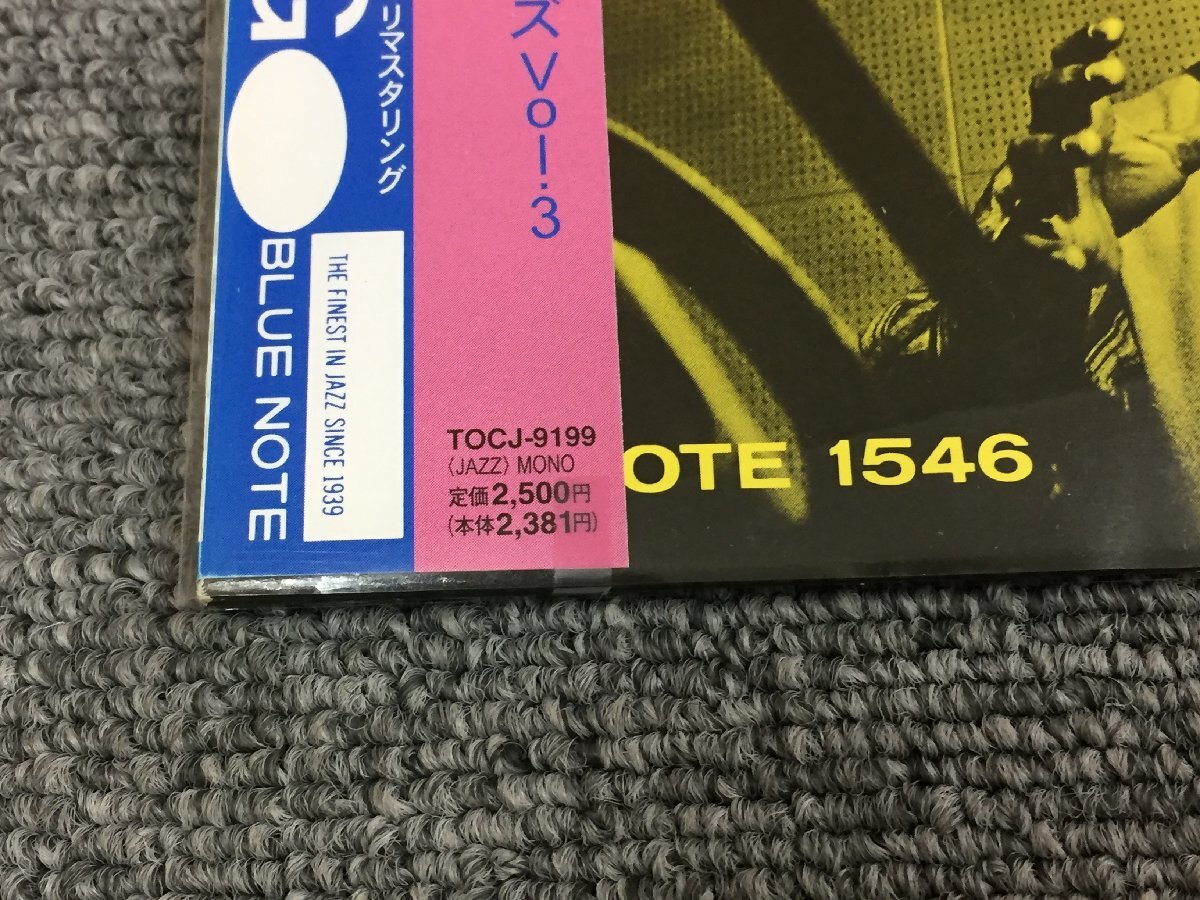 リマスタリング
BLUE NOTE
THE FINEST IN JAZZ SINCE 1939
ズ Vol.3
TOCJ-9199
〈JAZZ〉 MONO
定価2,500円
(本体2,381円)
OTE 1546